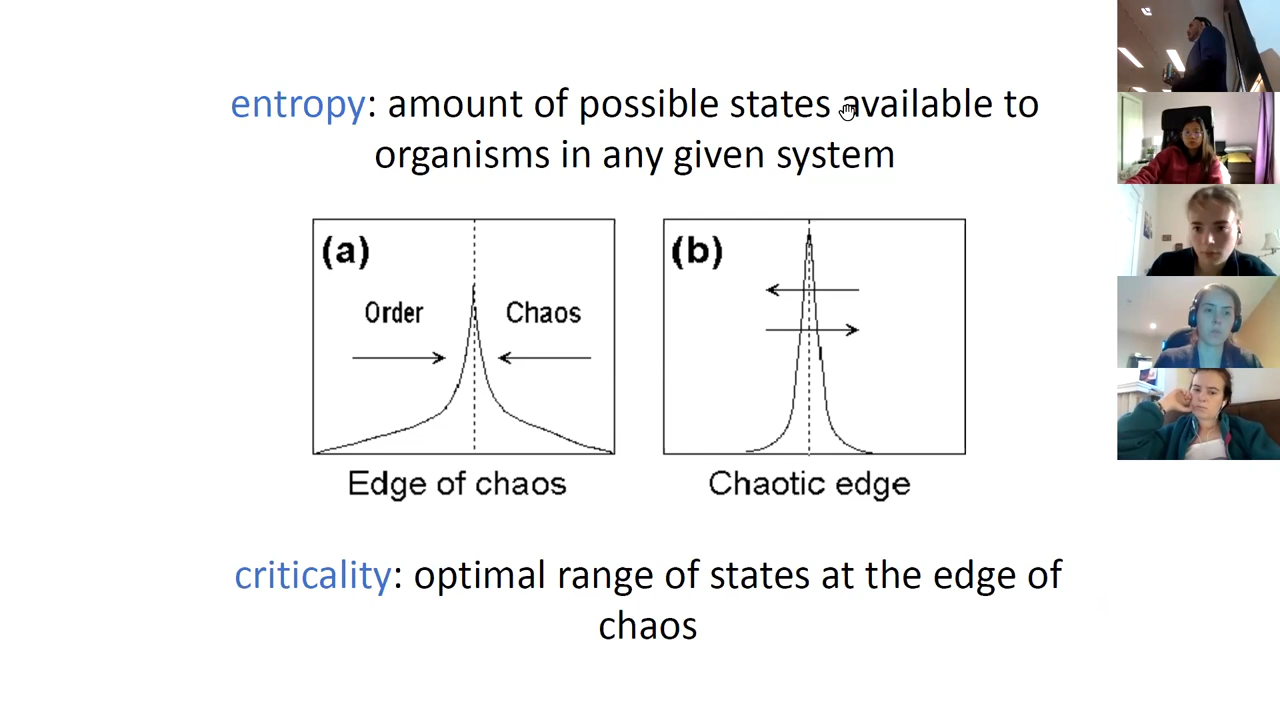 entropy: amount of possible states available to
organisms in any given system
(a)
Order
Chaos
Edge of chaos
(b)
Chaotic edge
criticality: optimal range of states at the edge of
chaos